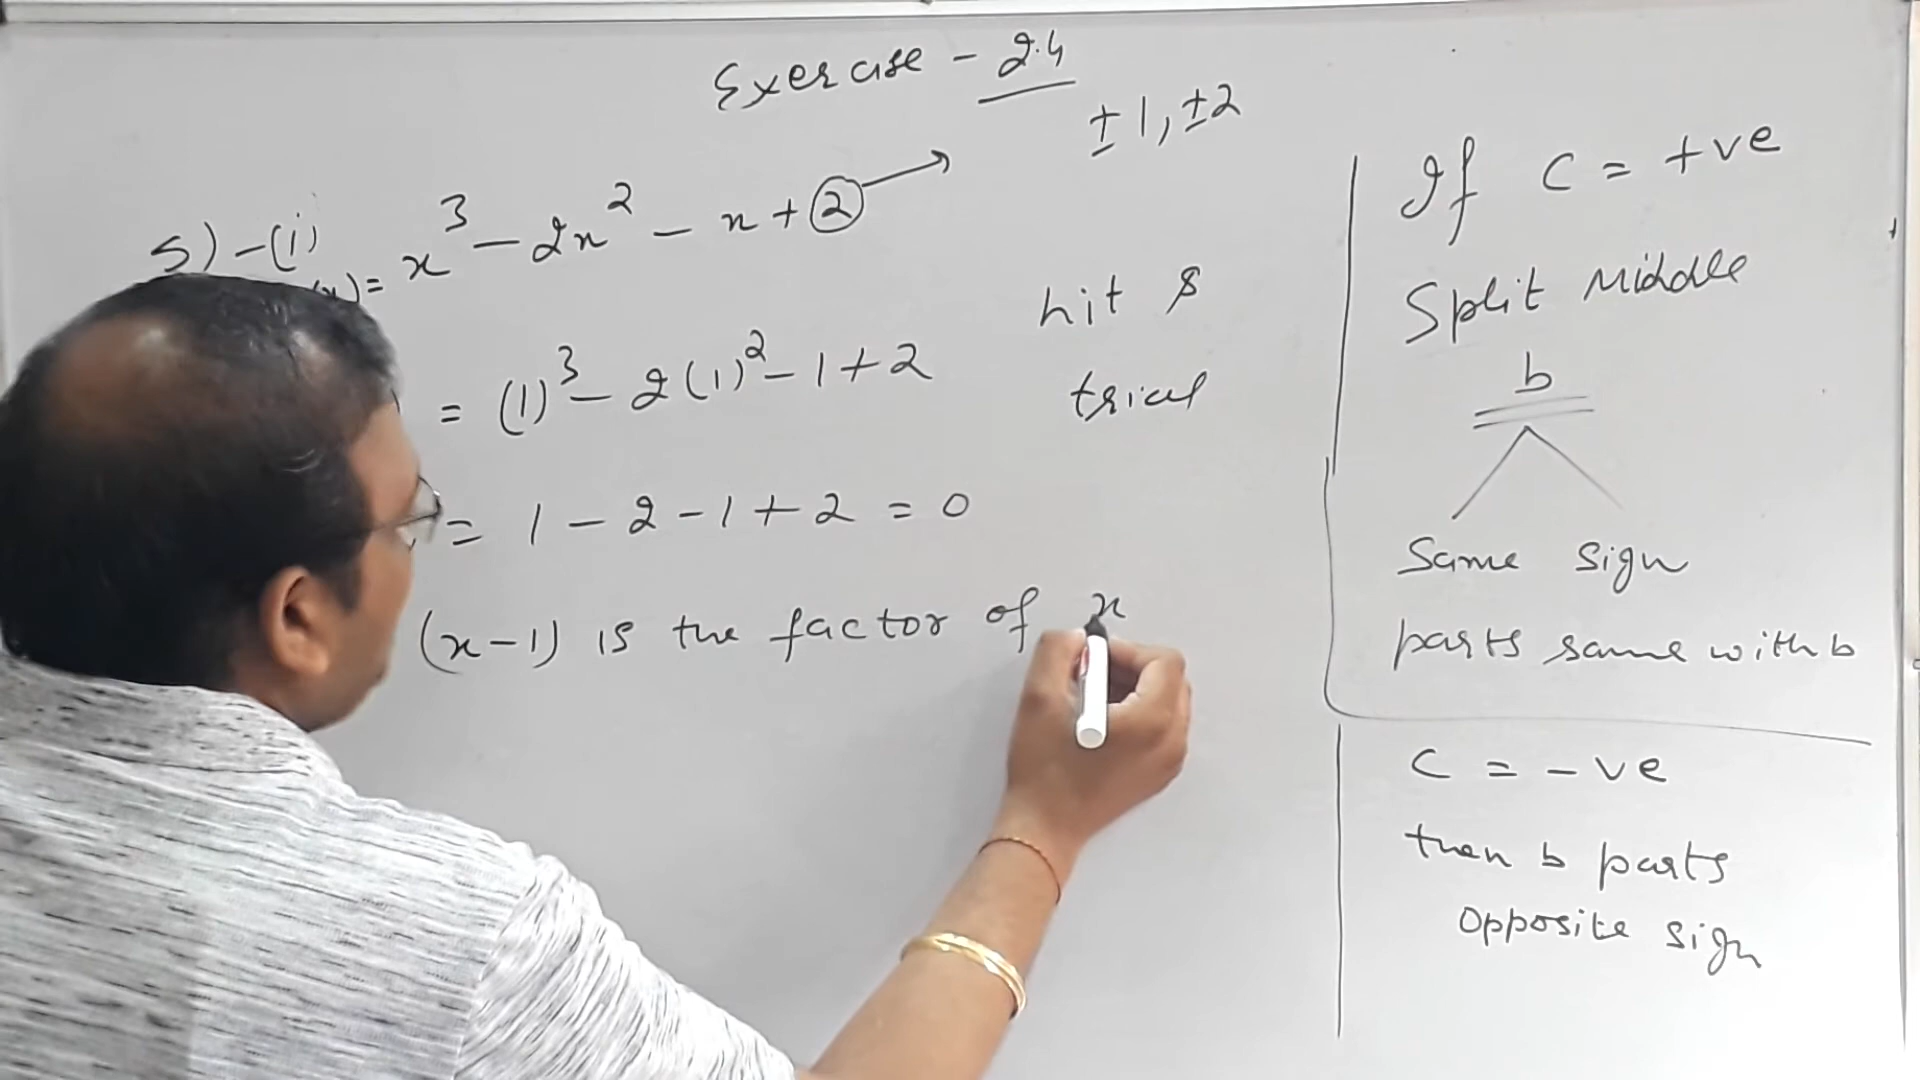 Exercise - 2.4
±1, ±2
5) -(i)
(x) = x³ - 2x² - x + 2
= (1)³ - 2(1)² - 1 + 2
= 1 - 2 - 1 + 2 = 0
(x-1) is the factor of x
hit &
trial
If C = +ve
Split Middle
b
Same sign
parts same with b
C = -ve
then b parts
opposite sign